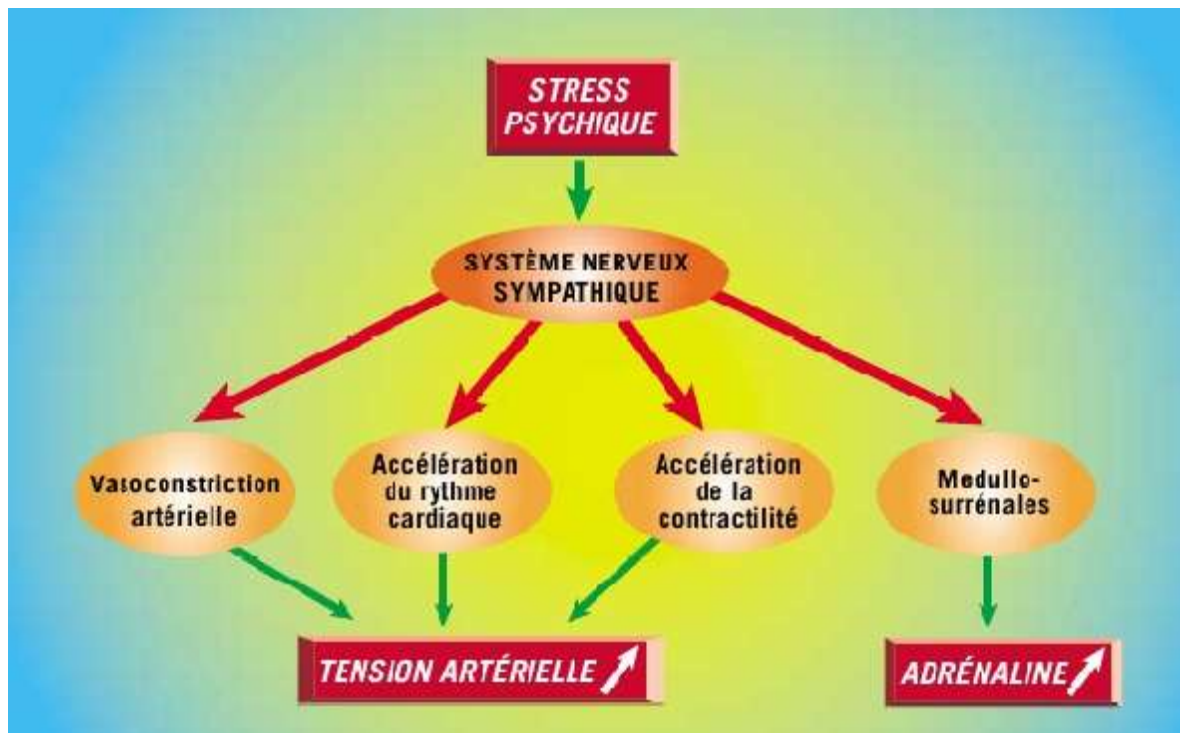 STRESS
PSYCHIQUE
SYSTÈME NERVEUX
SYMPATHIQUE
Vasoconstriction
artérielle
Accélération
du rythme
cardiaque
Accélération
de la
contractilité
Medullo-
surrénales
TENSION ARTÉRIELLE
ADRÉNALINE